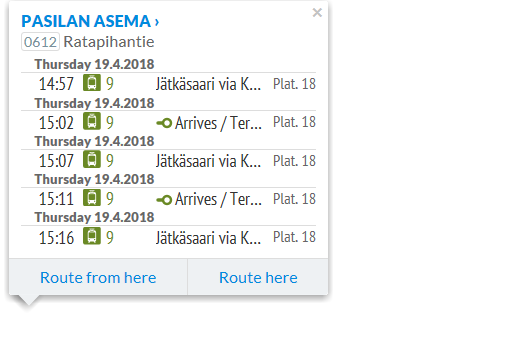 PASILAN ASEMA ›
0612 Ratapihantie
Thursday 19.4.2018
14:57 9 Jätkäsaari via K... Plat. 18
Thursday 19.4.2018
15:02 9 Arrives / Ter... Plat. 18
Thursday 19.4.2018
15:07 9 Jätkäsaari via K... Plat. 18
Thursday 19.4.2018
15:11 9 Arrives / Ter... Plat. 18
Thursday 19.4.2018
15:16 9 Jätkäsaari via K... Plat. 18
Route from here Route here